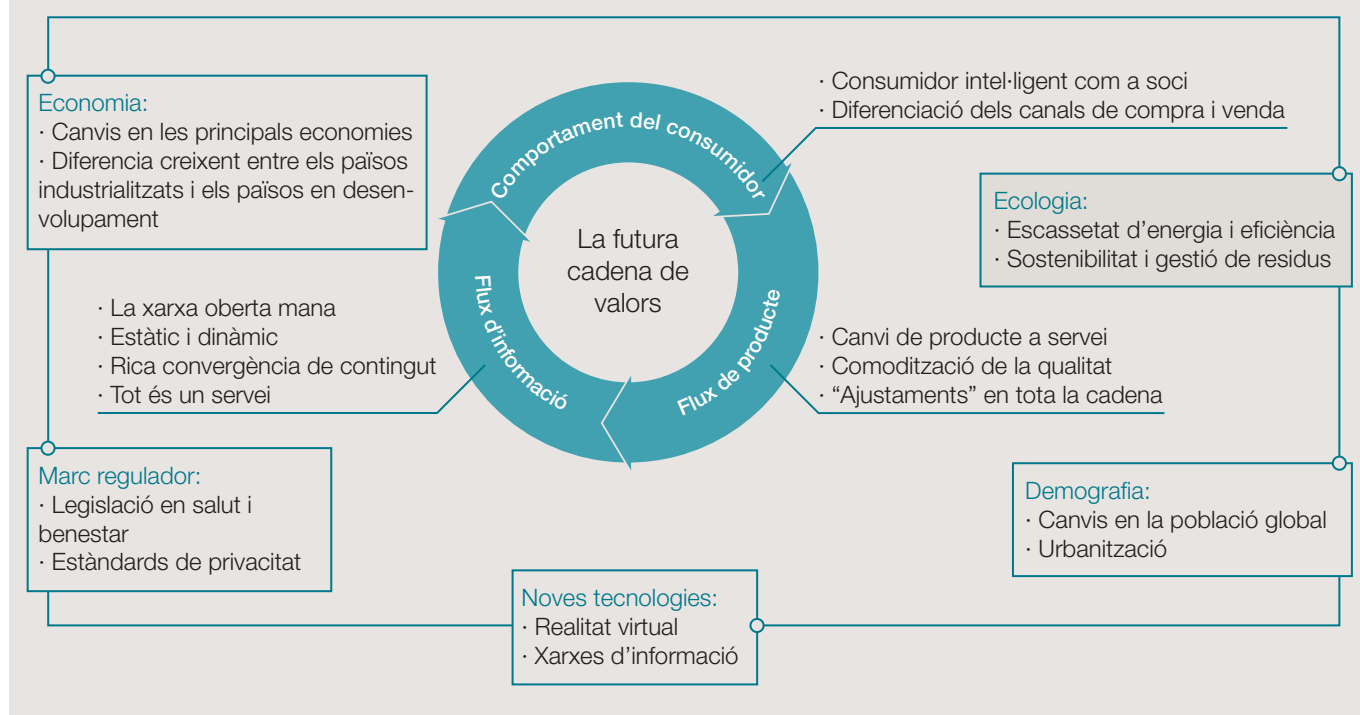 Economia:
· Canvis en les principals economies
· Diferencia creixent entre els països
industrialitzats i els països en desen-
volupament
· Consumidor intel·ligent com a soci
· Diferenciació dels canals de compra i venda
Comportament del consumidor
Ecologia:
· Escassetat d’energia i eficiència
· Sostenibilitat i gestió de residus
La futura
cadena de
valors
Flux d’informació
Flux de producte
· La xarxa oberta mana
· Estàtic i dinàmic
· Rica convergència de contingut
· Tot és un servei
· Canvi de producte a servei
· Comodització de la qualitat
· “Ajustaments” en tota la cadena
Marc regulador:
· Legislació en salut i
benestar
· Estàndards de privacitat
Demografia:
· Canvis en la població global
· Urbanització
Noves tecnologies:
· Realitat virtual
· Xarxes d’informació